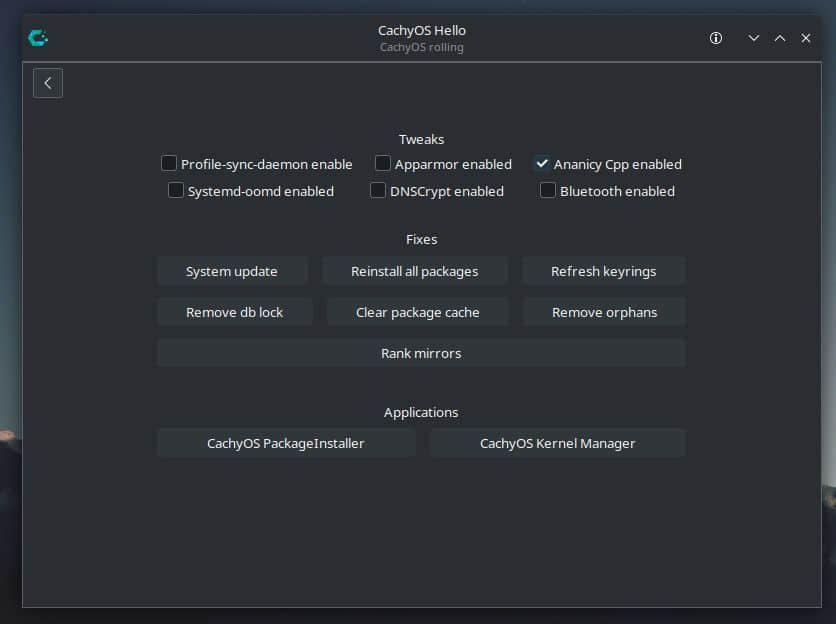 CachyOS Hello
CachyOS rolling
Tweaks
Profile-sync-daemon enable Apparmor enabled Ananicy Cpp enabled
Systemd-oomd enabled DNSCrypt enabled Bluetooth enabled
Fixes
System update Reinstall all packages Refresh keyrings
Remove db lock Clear package cache Remove orphans
Rank mirrors
Applications
CachyOS PackageInstaller CachyOS Kernel Manager